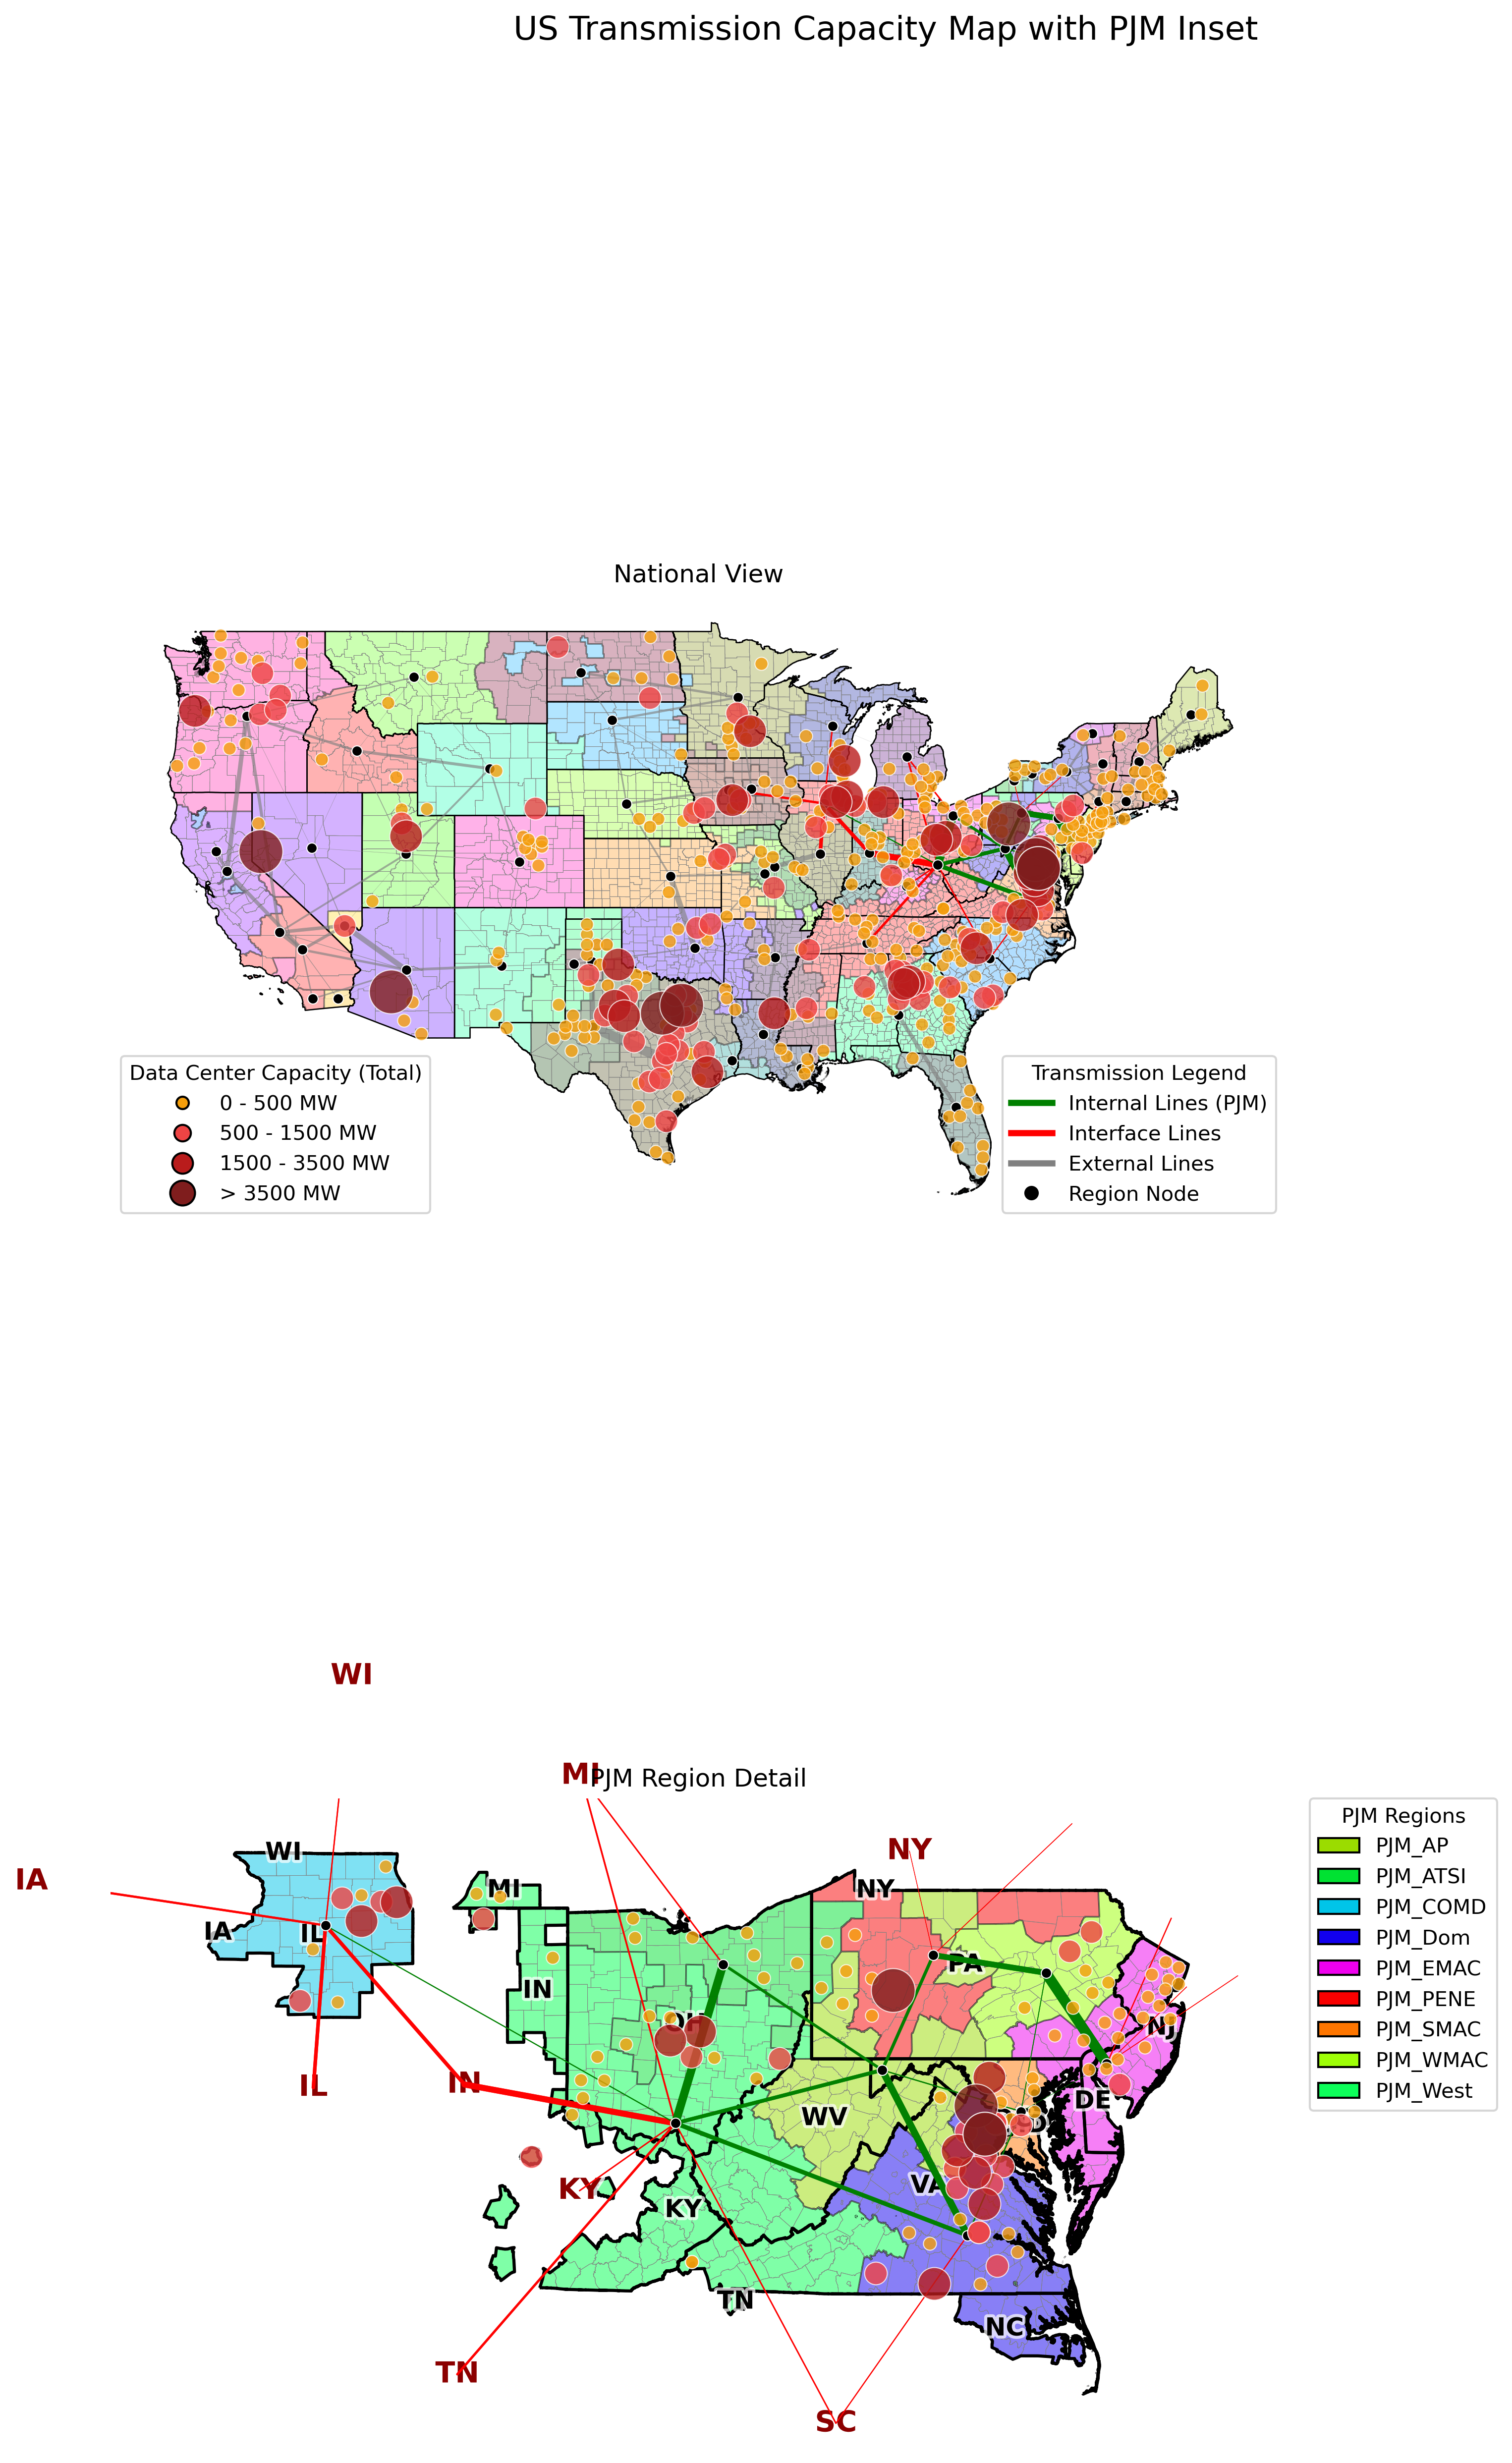 US Transmission Capacity Map with PJM Inset
National View
Data Center Capacity (Total)
0 - 500 MW
500 - 1500 MW
1500 - 3500 MW
> 3500 MW
Transmission Legend
Internal Lines (PJM)
Interface Lines
External Lines
Region Node
WI
MI
PJM Region Detail
IA
NY
WI
MI
NY
IA
IL
PA
IN
NJ
IL
IN
DE
WV
KY
VA
KY
TN
NC
TN
SC
PJM Regions
PJM_AP
PJM_ATSI
PJM_COMD
PJM_Dom
PJM_EMAC
PJM_PENE
PJM_SMAC
PJM_WMAC
PJM_West